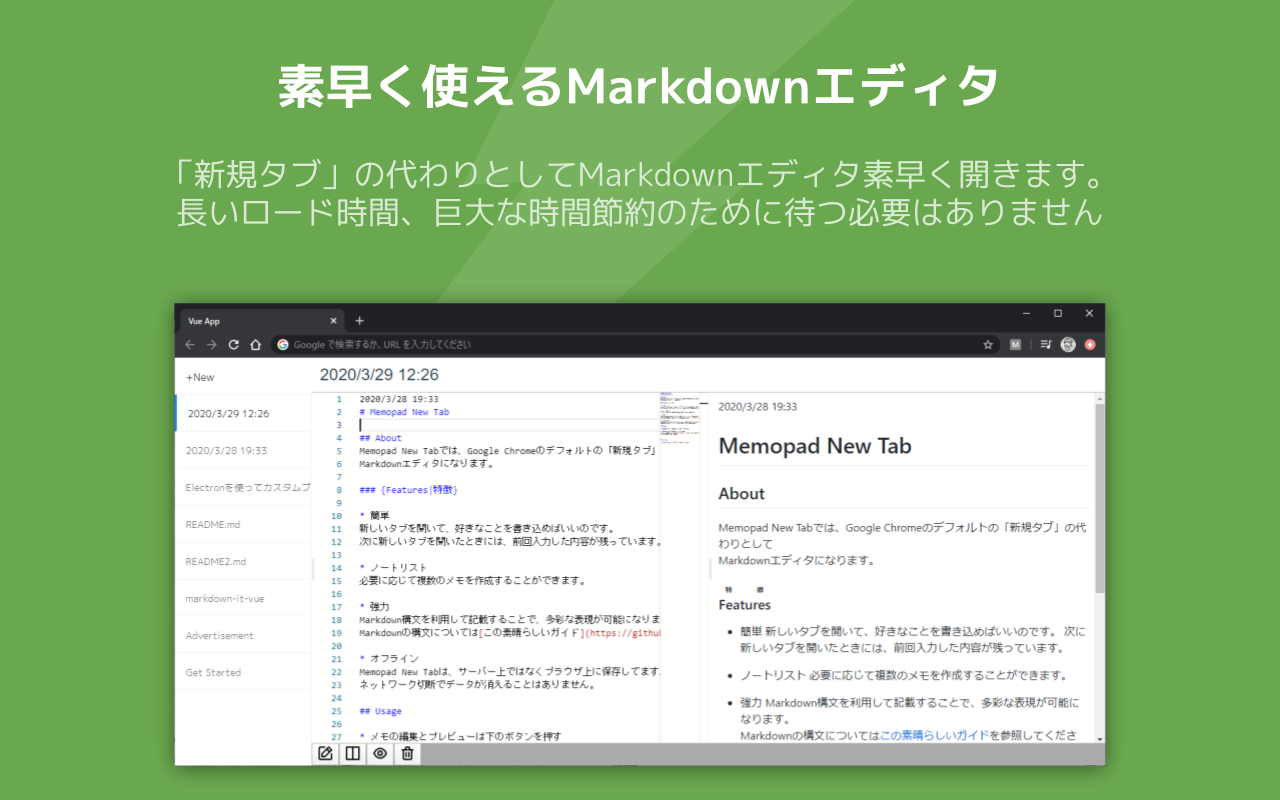 素早く使えるMarkdownエディタ
「新規タブ」の代わりとしてMarkdownエディタ素早く開きます。
長いロード時間、巨大な時間節約のために待つ必要はありません
Vue App
Google で検索するか、URL を入力してください
M
+New
2020/3/29 12:26
2020/3/28 19:33
Electronを使ってカスタムプ
README.md
README2.md
markdown-it-vue
Advertisement
Get Started
2020/3/29 12:26
1 2020/3/28 19:33
2 # Memopad New Tab
3
4 ## About
5 Memopad New Tabでは、Google Chromeのデフォルトの「新規タブ」
6 Markdownエディタになります。
7
8 ### {Features|特徴}
9
10 * 簡単
11 新しいタブを開いて、好きなことを書き込めばいいのです。
12 次に新しいタブを開いたときには、前回入力した内容が残っています。
13
14 * ノートリスト
15 必要に応じて複数のメモを作成することができます。
16
17 * 強力
18 Markdown構文を利用して記載することで、多彩な表現が可能になりま
19 Markdownの構文については[この素晴らしいガイド](https://githu
20
21 * オフライン
22 Memopad New Tabは、サーバー上ではなくブラウザ上に保存してます
23 ネットワーク切断でデータが消えることはありません。
24
25 ## Usage
26
27 * メモの編集とプレビューは下のボタンを押す
2020/3/28 19:33
Memopad New Tab
About
Memopad New Tabでは、Google Chromeのデフォルトの「新規タブ」の代
わりとして
Markdownエディタになります。
特 徴
Features
• 簡単 新しいタブを開いて、好きなことを書き込めばいいのです。 次に
新しいタブを開いたときには、前回入力した内容が残っています。
• ノートリスト 必要に応じて複数のメモを作成することができます。
• 強力 Markdown構文を利用して記載することで、多彩な表現が可能に
なります。
Markdownの構文についてはこの素晴らしいガイドを参照してくださ